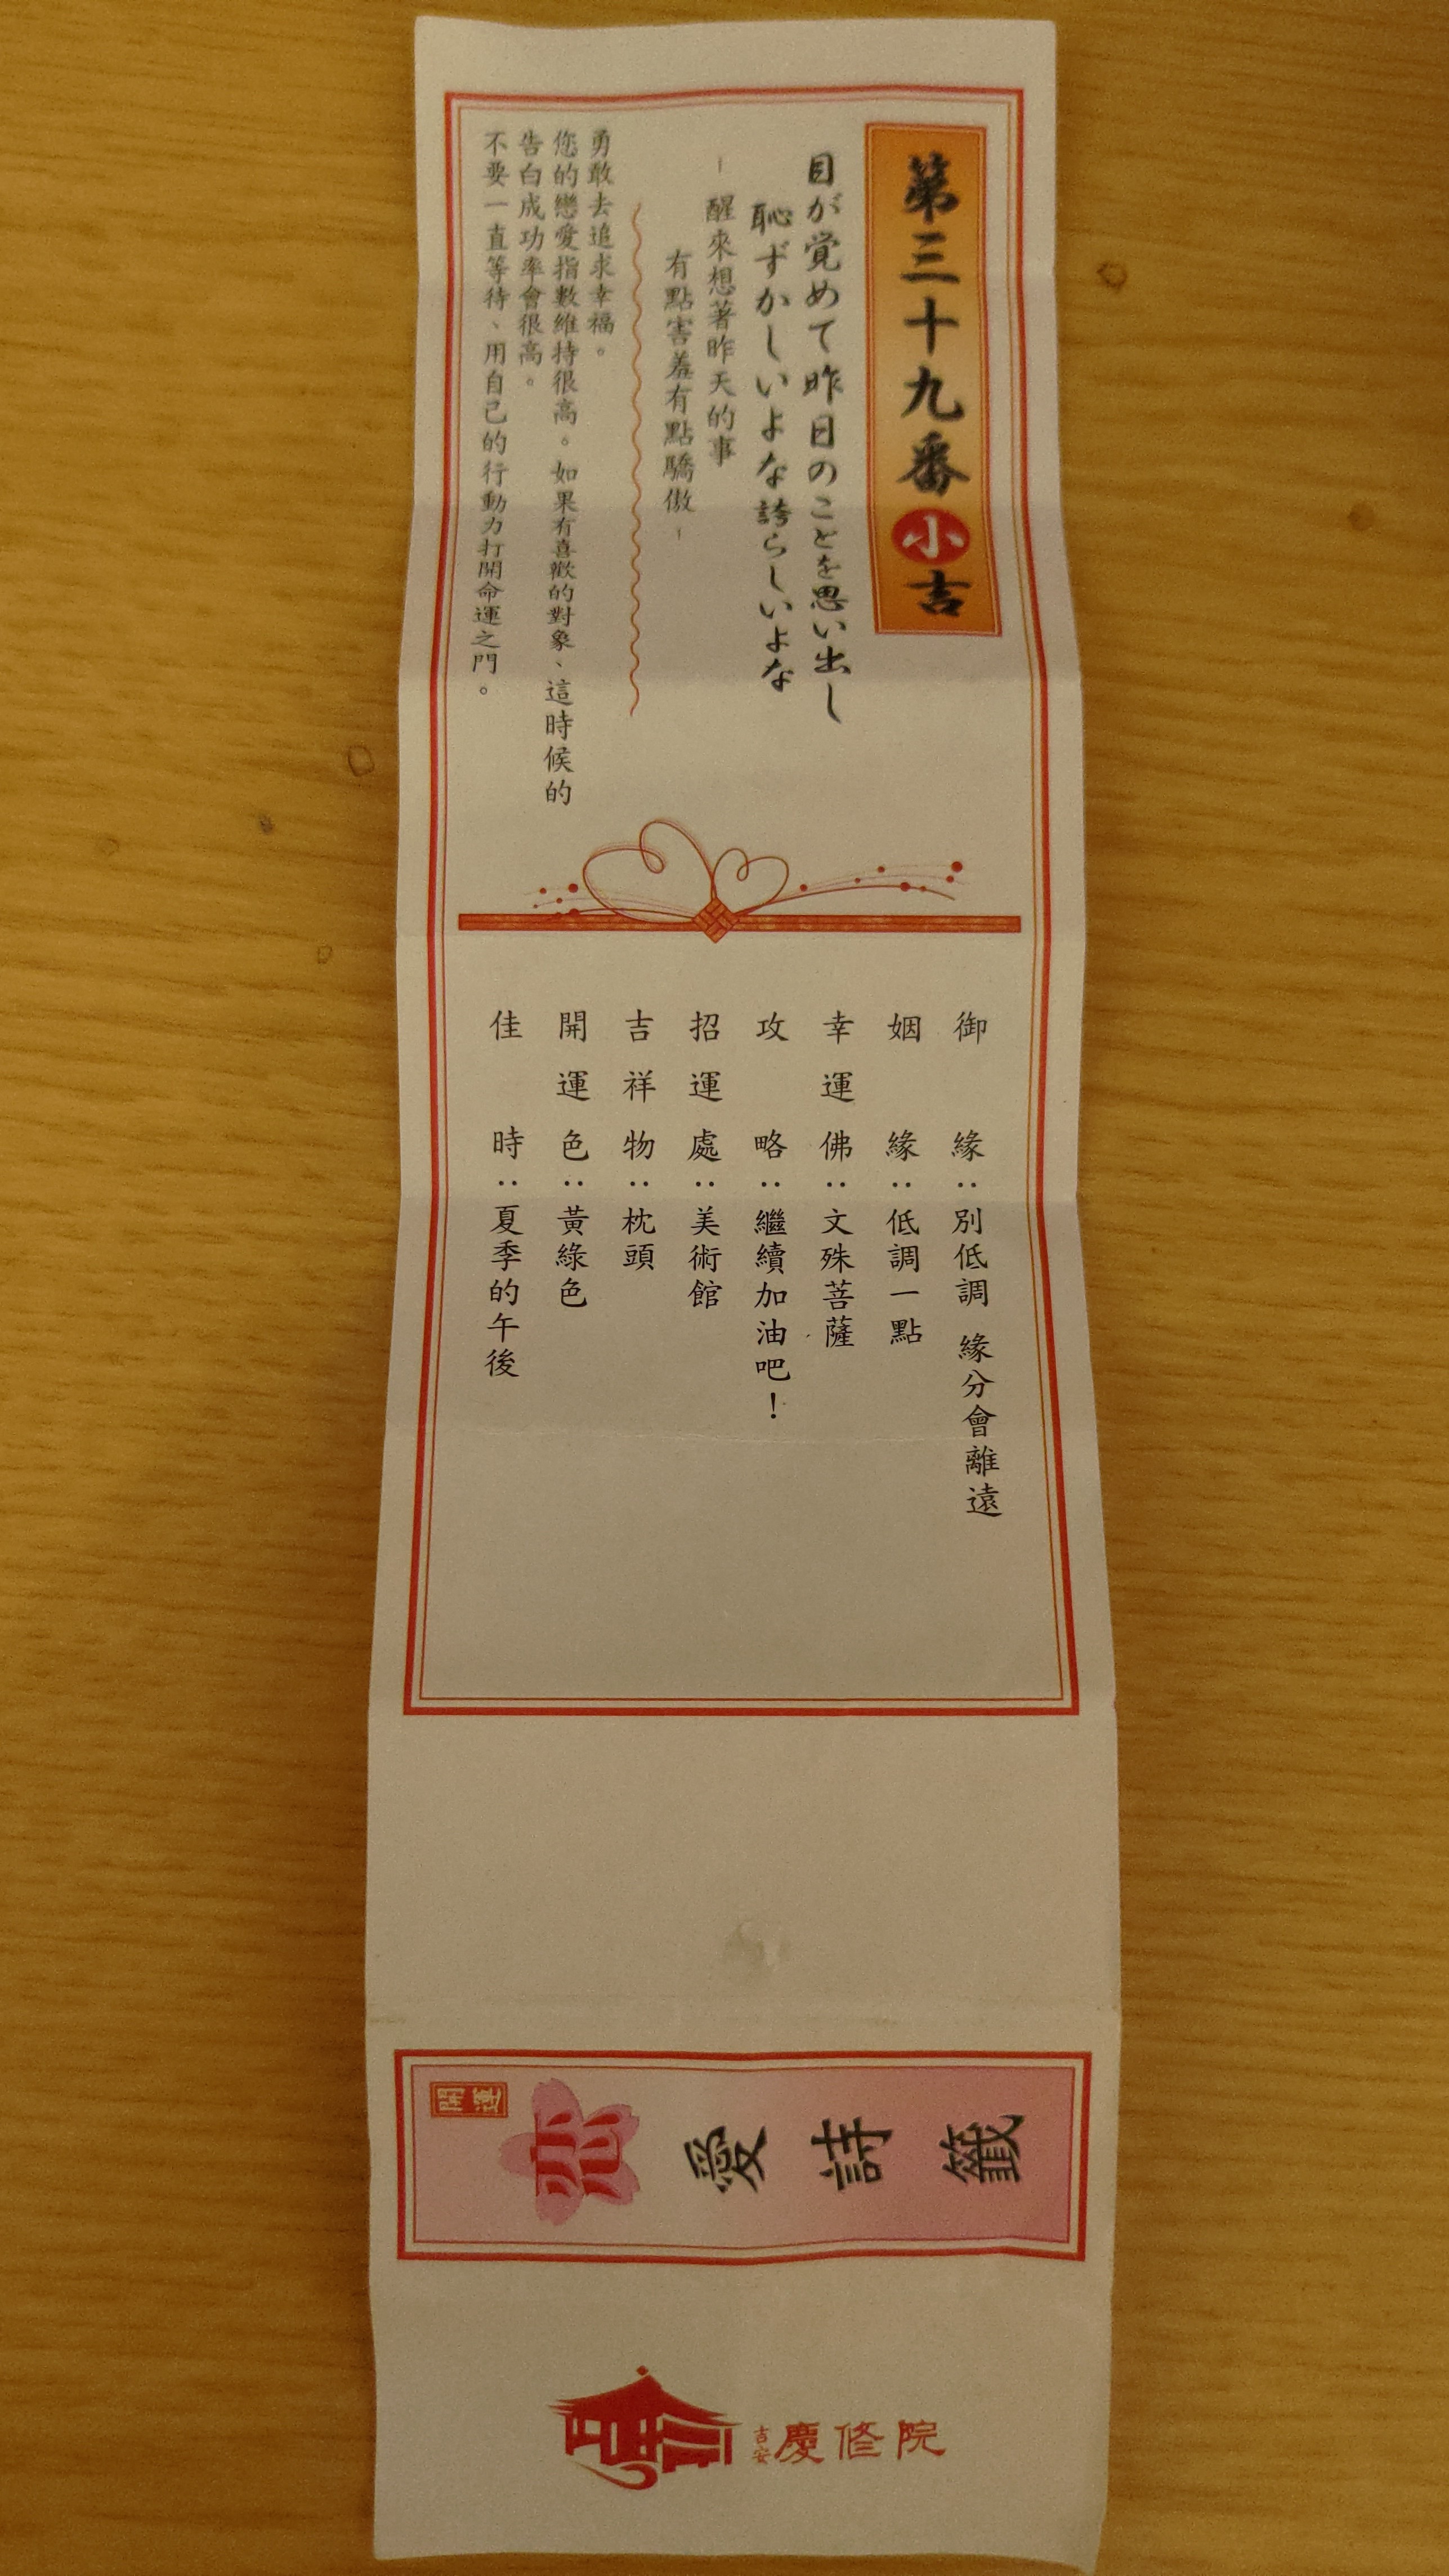 第三十九番小吉
目が覚めて昨日のことを思い出し
恥ずかしいよな誇らしいよな
-醒來想著昨天的事
有點害羞有點驕傲-
勇敢去追求幸福。
您的戀愛指數維持很高。如果有喜歡的對象、這時候的
告白成功率會很高。
不要一直等待、用自己的行動力打開命運之門。
御緣:別低調 緣分會離遠
姻緣:低調一點
幸運佛:文殊菩薩
攻略:繼續加油吧!
招運處:美術館
吉祥物:枕頭
開運色:黃綠色
佳時:夏季的午後
開運
恋愛詩籤
吉安慶修院